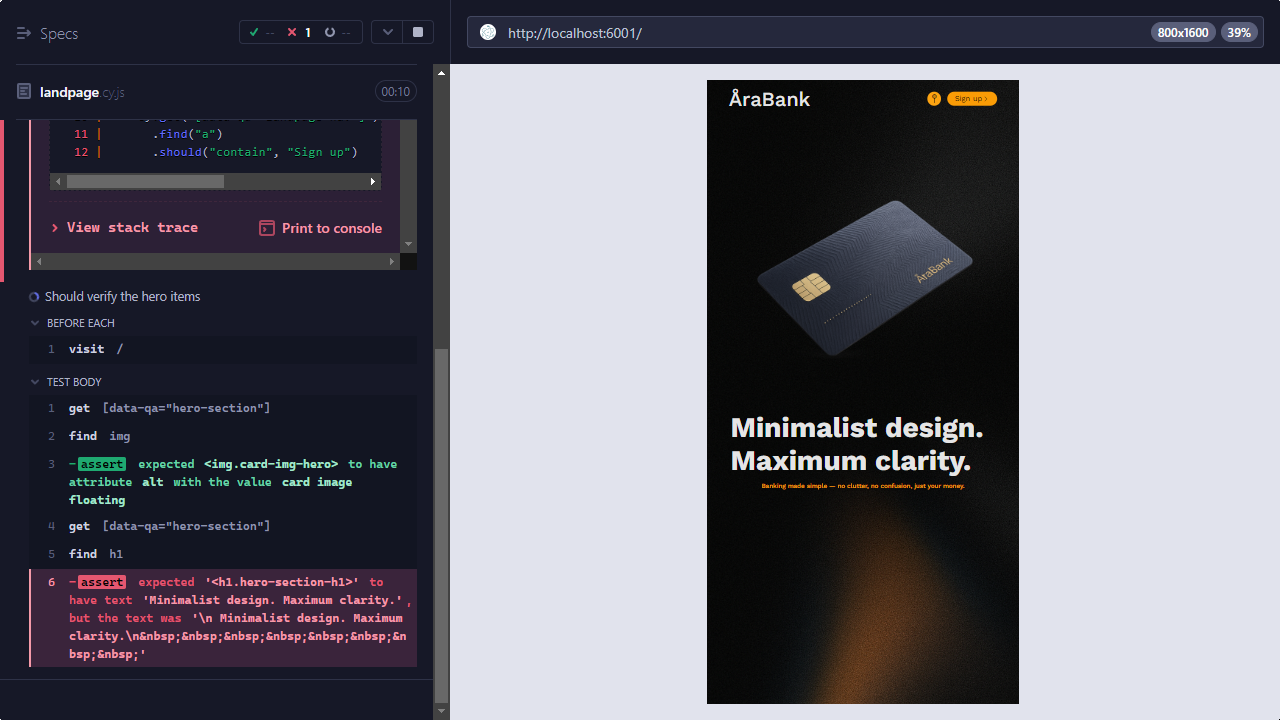 Specs
--
1
--
http://localhost:6001/
800x1600
39%
landpage.cy.js
00:10
11 | .find("a")
12 | .should("contain", "Sign up")
View stack trace
Print to console
Should verify the hero items
BEFORE EACH
1 visit /
TEST BODY
1 get [data-qa="hero-section"]
2 find img
3 -assert expected <img.card-img-hero> to have
attribute alt with the value card image
floating
4 get [data-qa="hero-section"]
5 find h1
6 -assert expected '<h1.hero-section-h1>' to
have text 'Minimalist design. Maximum clarity.',
but the text was '\n Minimalist design. Maximum
clarity.\n&nbsp;&nbsp;&nbsp;&nbsp;&nbsp;&nbsp;&n
bsp;&nbsp;'
ÅraBank
Sign up
ÅraBank
Minimalist design.
Maximum clarity.
Banking made simple — no clutter, no confusion, just your money.